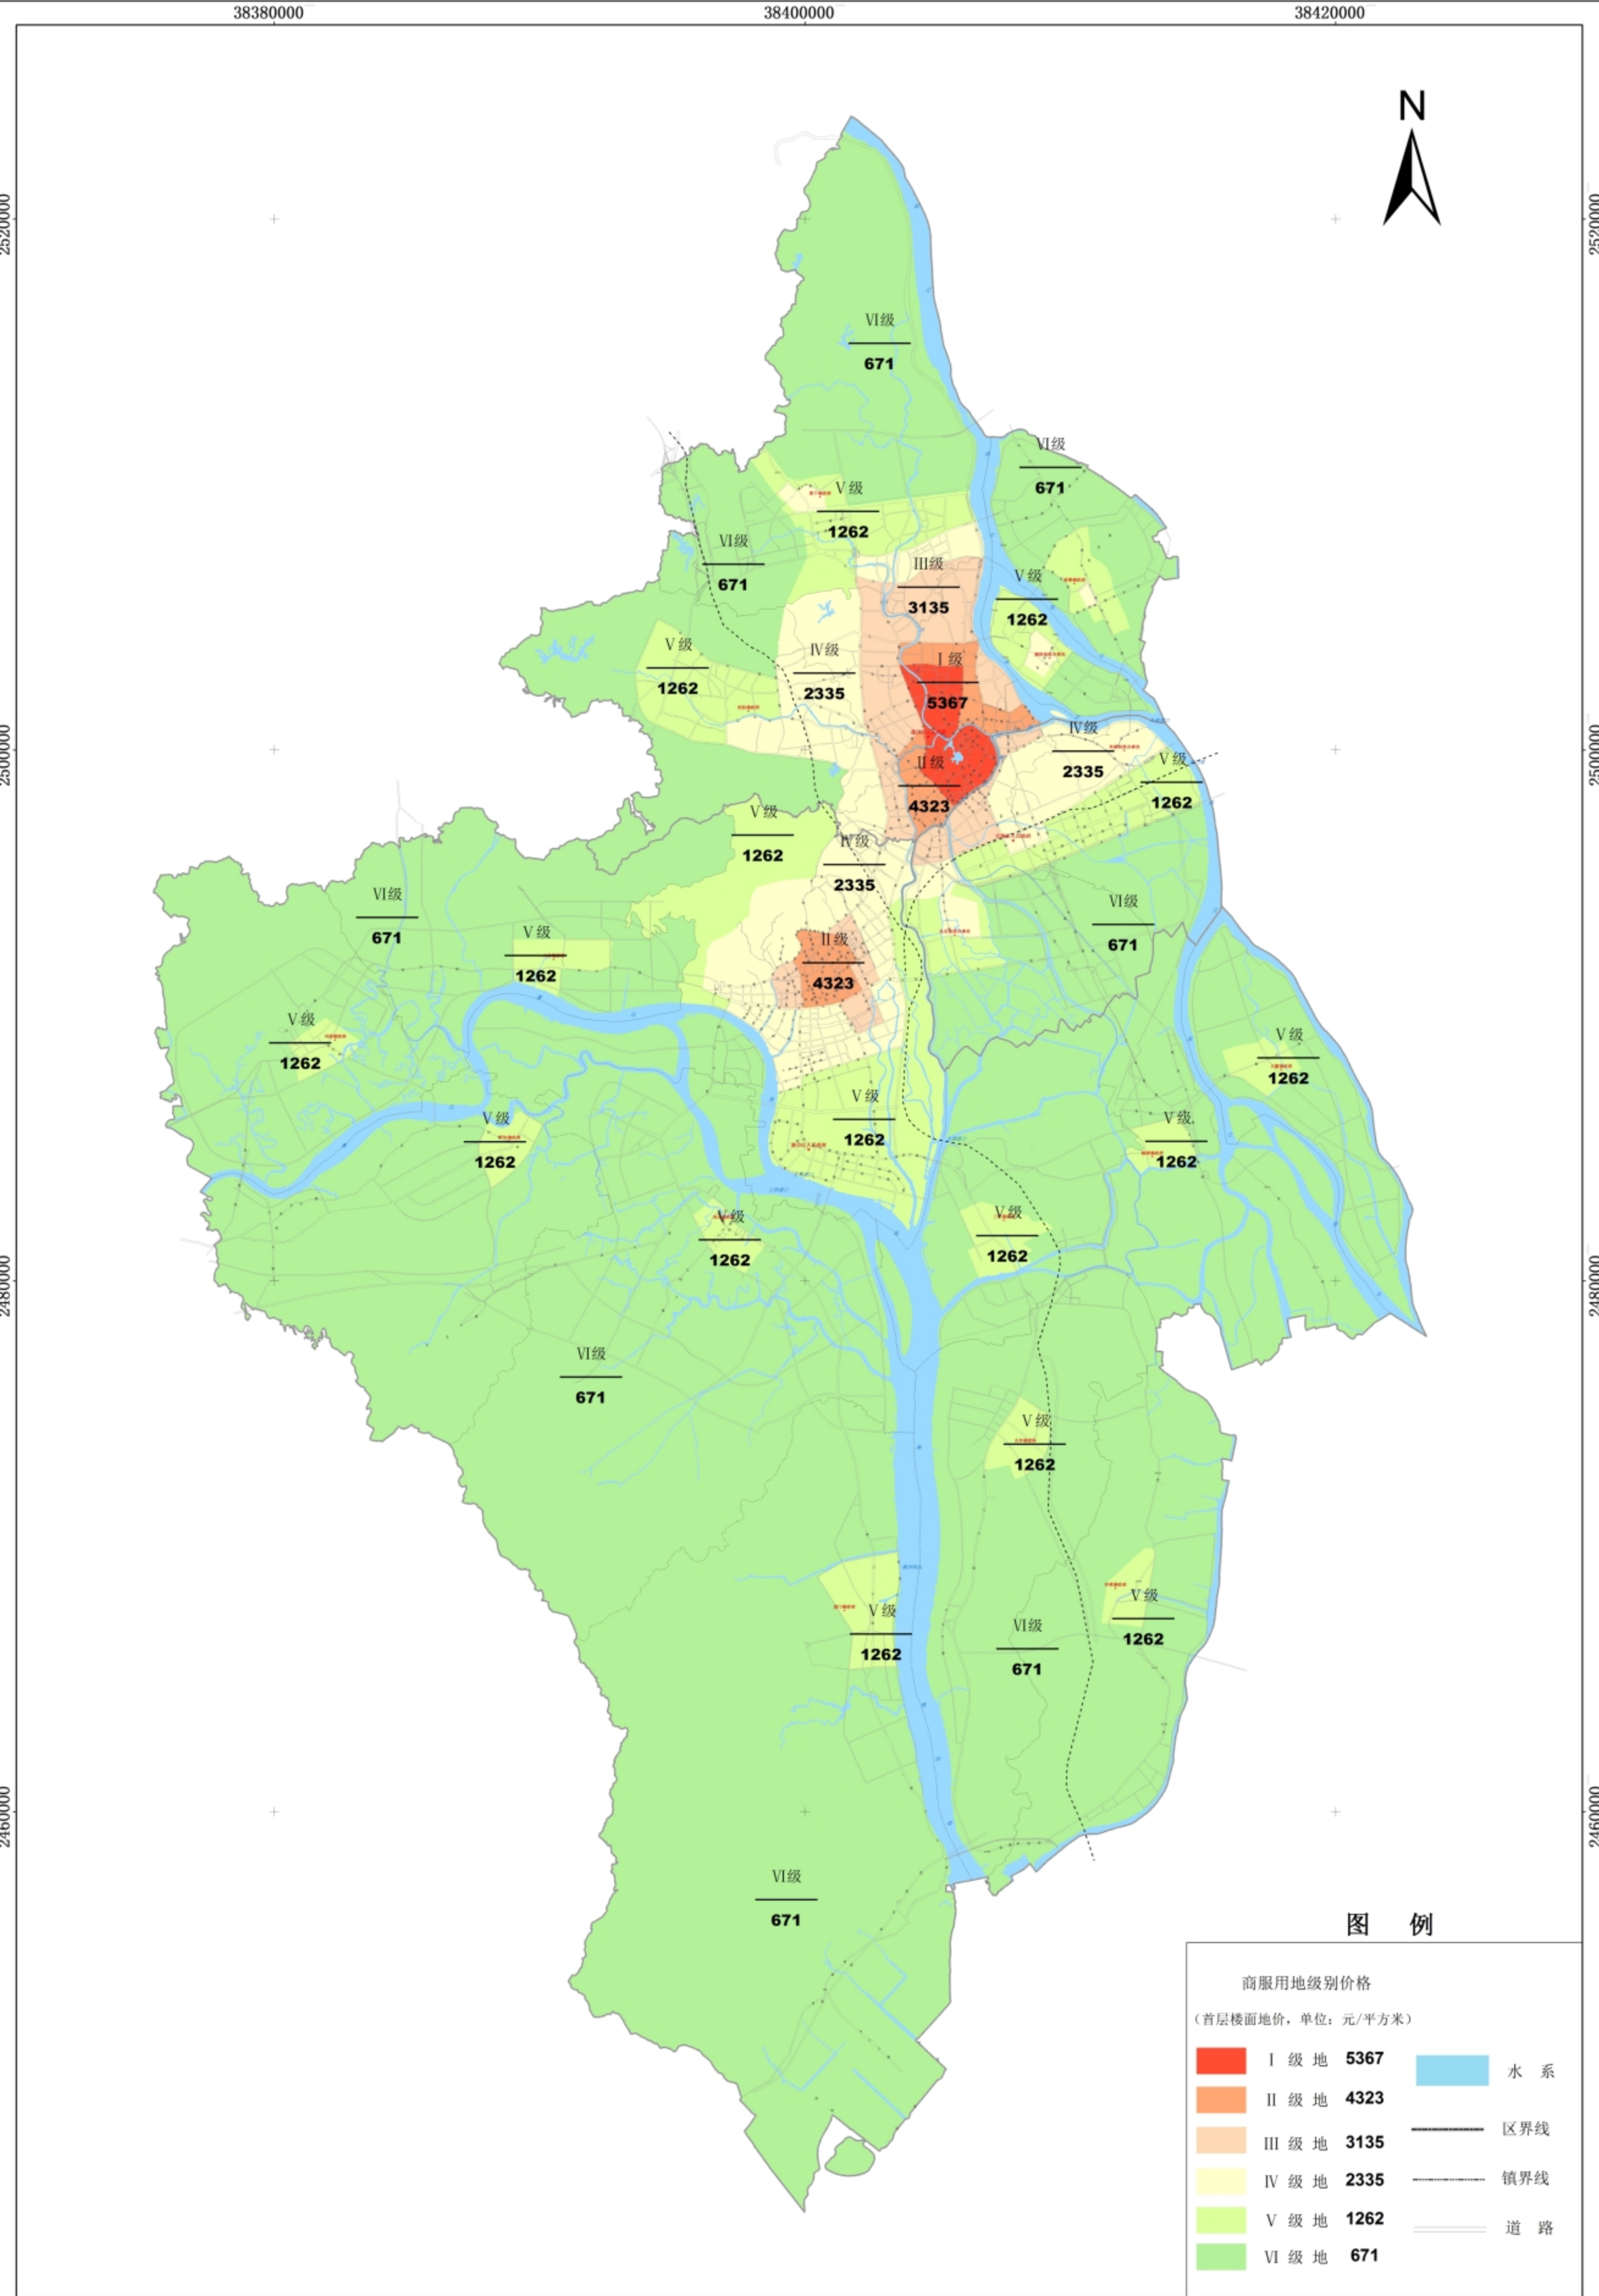 38380000
38400000
38420000
N
2520000
2520000
Ⅵ级
671
Ⅵ级
671
Ⅴ级
1262
Ⅵ级
671
Ⅲ级
3135
Ⅴ级
1262
Ⅴ级
1262
Ⅳ级
2335
Ⅰ级
5367
Ⅳ级
2335
2500000
2500000
Ⅱ级
4323
Ⅴ级
1262
Ⅴ级
1262
Ⅳ级
2335
Ⅵ级
671
Ⅵ级
671
Ⅴ级
1262
Ⅱ级
4323
Ⅴ级
1262
Ⅴ级
1262
Ⅴ级
1262
Ⅴ级
1262
Ⅴ级
1262
Ⅴ级
1262
Ⅴ级
1262
2480000
2480000
Ⅵ级
671
Ⅴ级
1262
Ⅴ级
1262
Ⅴ级
1262
Ⅵ级
671
2460000
2460000
Ⅵ级
671
图 例
商服用地级别价格
（首层楼面地价，单位：元/平方米）
Ⅰ 级 地 5367
水 系
Ⅱ 级 地 4323
区界线
Ⅲ 级 地 3135
镇界线
Ⅳ 级 地 2335
Ⅴ 级 地 1262
道 路
Ⅵ 级 地 671